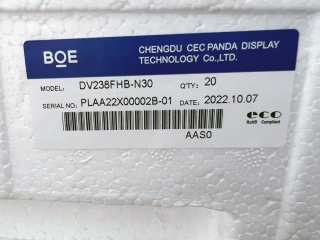 BOE
CHENGDU CEC PANDA DISPLAY
TECHNOLOGY Co.,LTD.
MODEL: DV238FHB-N30 Q'TY: 20
SERIAL NO. PLAA22X00002B-01 DATE: 2022.10.07
AAS0
eco
RoHS Compliant